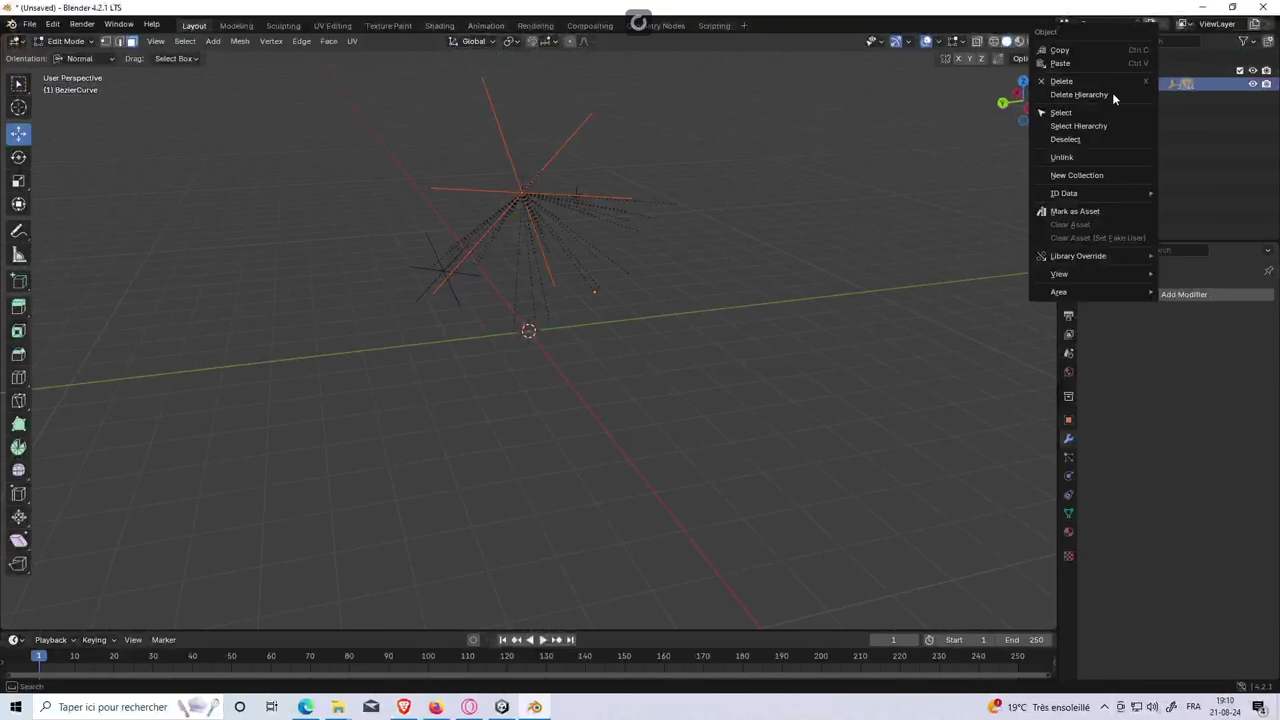 * (Unsaved) - Blender 4.2.1 LTS
File Edit Render Window Help Layout Modeling Sculpting UV Editing Texture Paint Shading Animation Rendering Compositing Scripting + ViewLayer
Edit Mode View Select Add Mesh Vertex Edge Face UV Global
Orientation: Normal Drag: Select Box X Y Z
User Perspective
(1) BezierCurve
Y
Z
Object
Copy Ctrl C
Paste Ctrl V
Delete X
Delete Hierarchy
Select
Select Hierarchy
Deselect
Unlink
New Collection
ID Data
Mark as Asset
Clear Asset
Clear Asset (Set Fake User)
Library Override
View
Area
Add Modifier
Playback Keying View Marker 1 Start 1 End 250
1 10 20 30 40 50 60 70 80 90 100 110 120 130 140 150 160 170 180 190 200 210 220 230 240 250
Search 4.2.1
Taper ici pour rechercher 19°C Très ensoleillé FRA 19:10
21-08-24
4